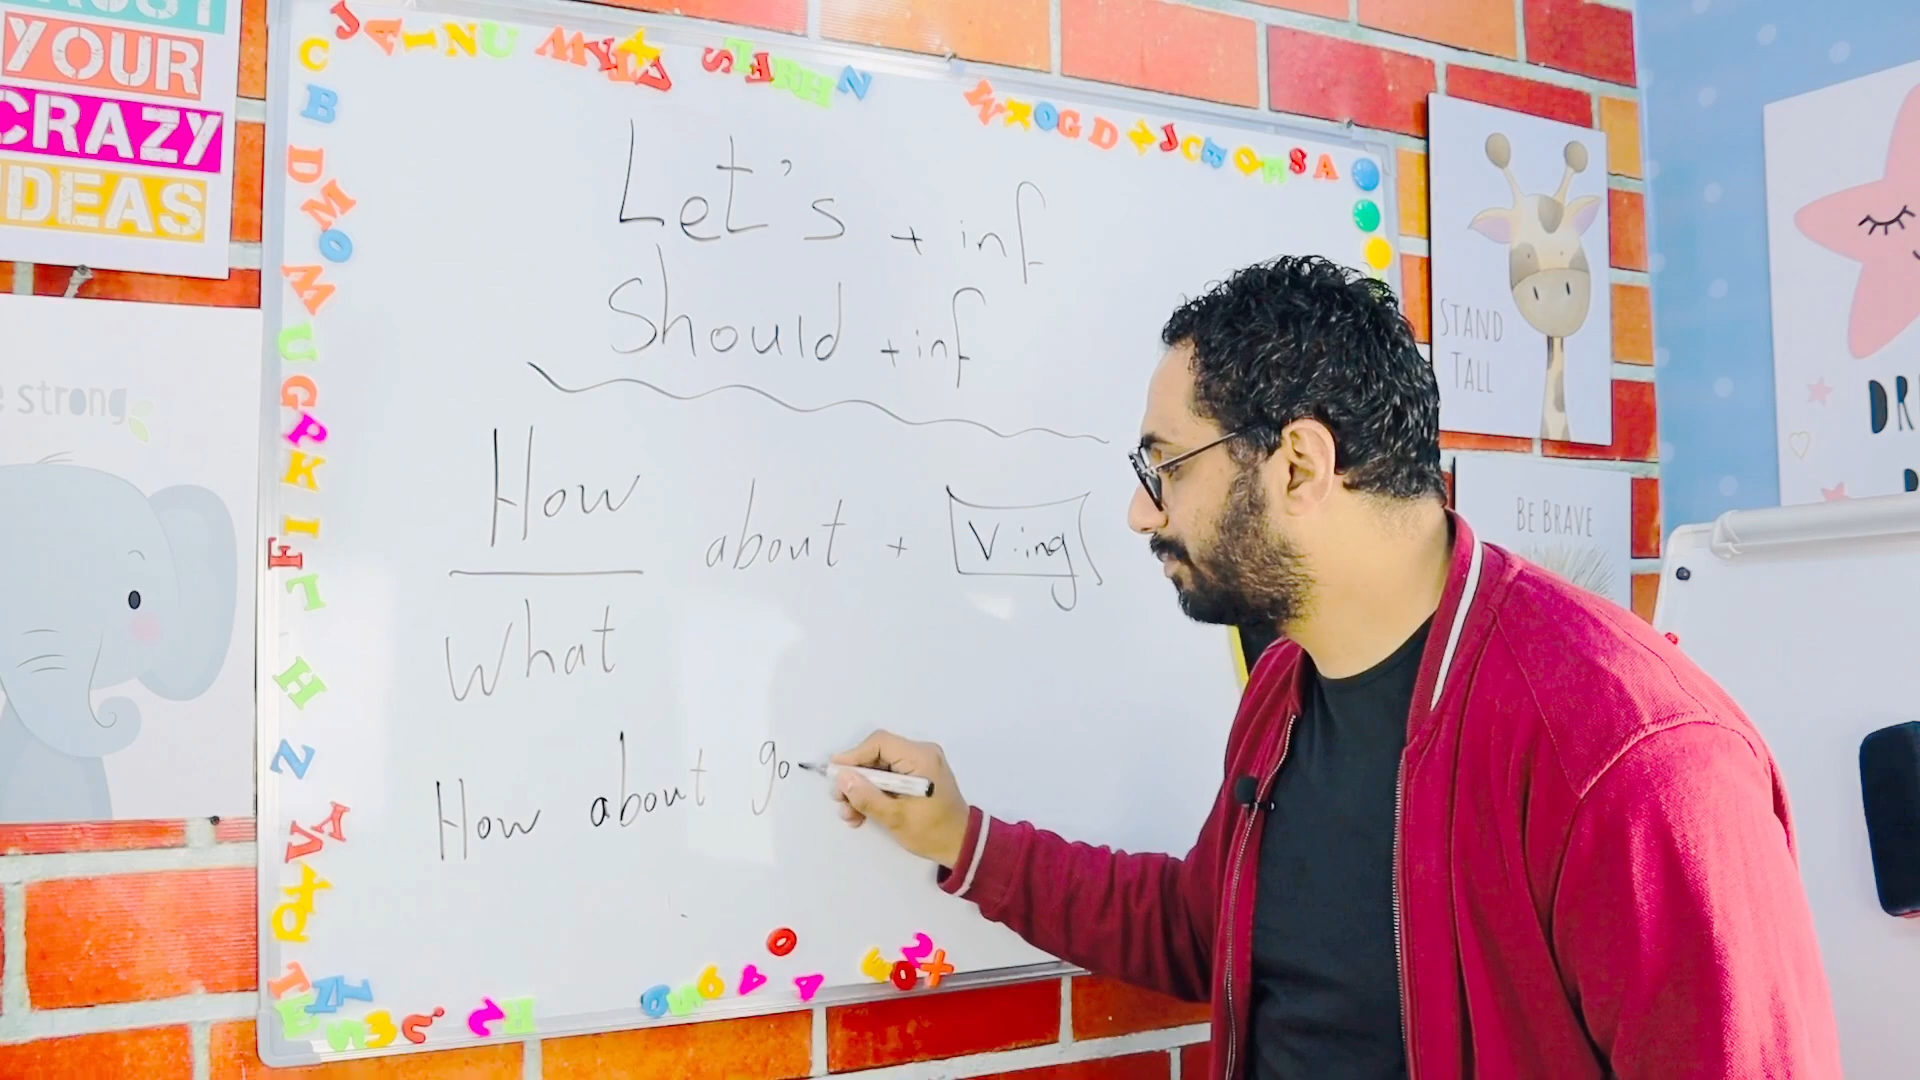 YOUR
CRAZY
IDEAS
strong
Let's + inf
Should + inf
How
about + V.ing
What
How about go
STAND
TALL
BE BRAVE